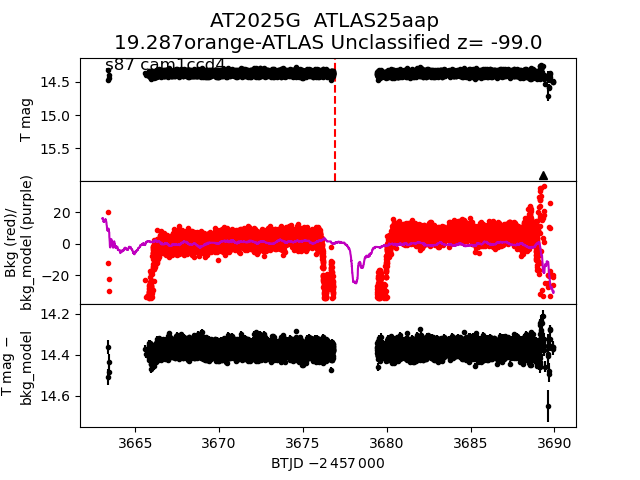 AT2025G  ATLAS25aap
19.287orange-ATLAS Unclassified z= -99.0
s87 cam1ccd4
T mag
14.5
15.0
15.5
Bkg (red)/
bkg_model (purple)
20
0
−20
T mag −
bkg_model
14.2
14.4
14.6
3665 3670 3675 3680 3685 3690
BTJD −2 457 000